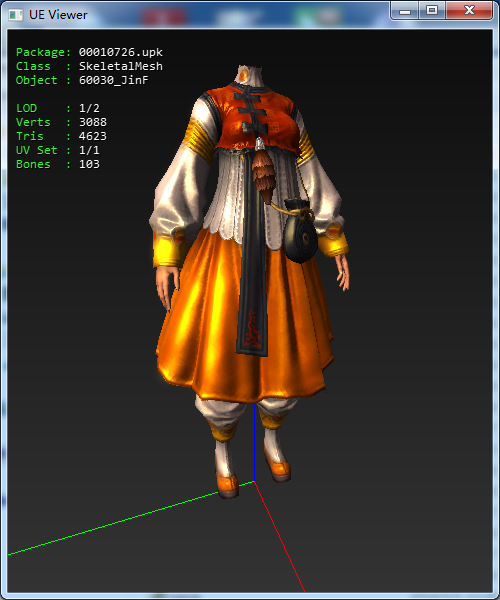 UE Viewer
Package: 00010726.upk
Class : SkeletalMesh
Object : 60030_JinF
LOD : 1/2
Verts : 3088
Tris : 4623
UV Set : 1/1
Bones : 103